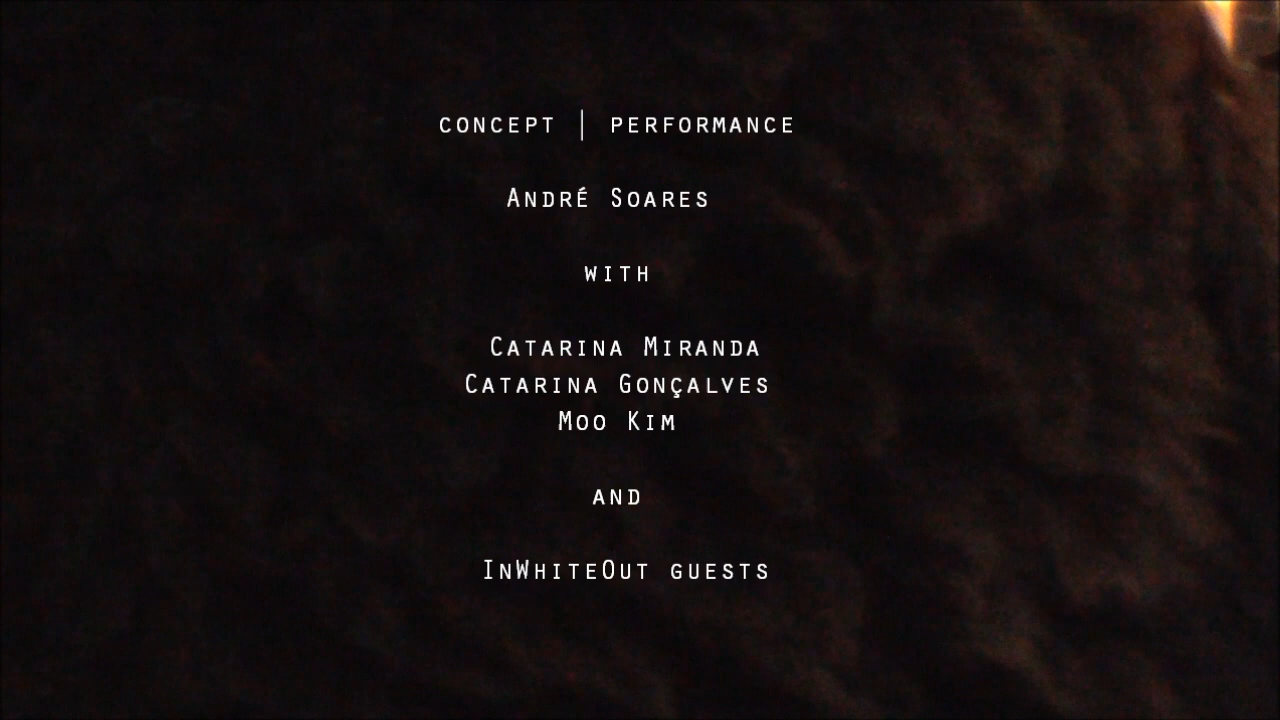 CONCEPT | PERFORMANCE
ANDRÉ SOARES
WITH
CATARINA MIRANDA
CATARINA GONÇALVES
MOO KIM
AND
INWHITEOUT GUESTS